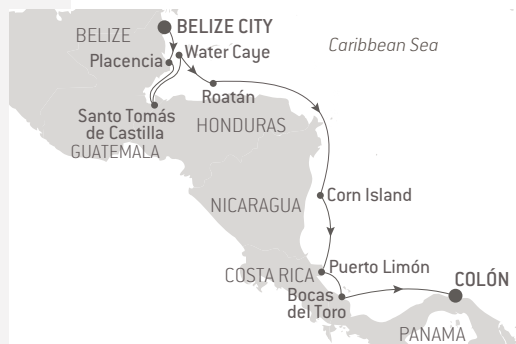 BELIZE CITY
BELIZE
Caribbean Sea
Water Caye
Placencia
Roatán
Santo Tomás
de Castilla
HONDURAS
GUATEMALA
NICARAGUA
Corn Island
Puerto Limón
COSTA RICA
COLÓN
Bocas
del Toro
PANAMA